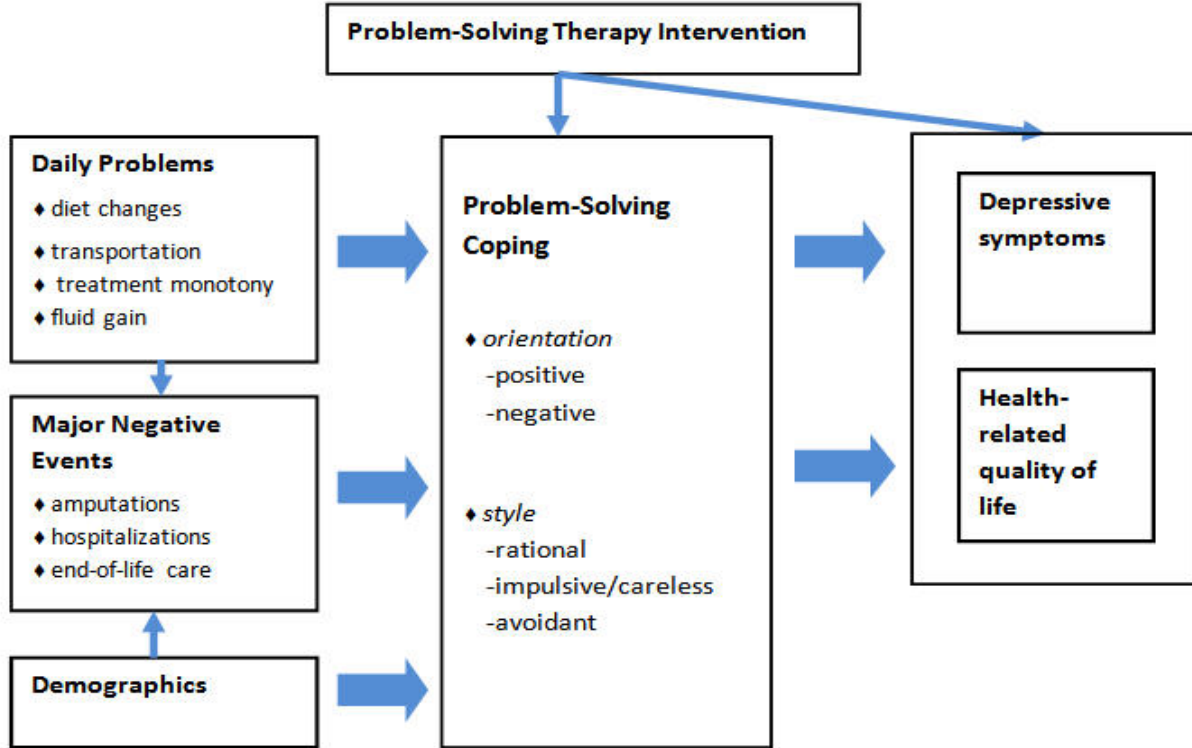 Problem-Solving Therapy Intervention
Daily Problems
♦ diet changes
♦ transportation
♦ treatment monotony
♦ fluid gain
Major Negative
Events
♦ amputations
♦ hospitalizations
♦ end-of-life care
Demographics
Problem-Solving
Coping
♦ orientation
-positive
-negative
♦ style
-rational
-impulsive/careless
-avoidant
Depressive
symptoms
Health-
related
quality of
life